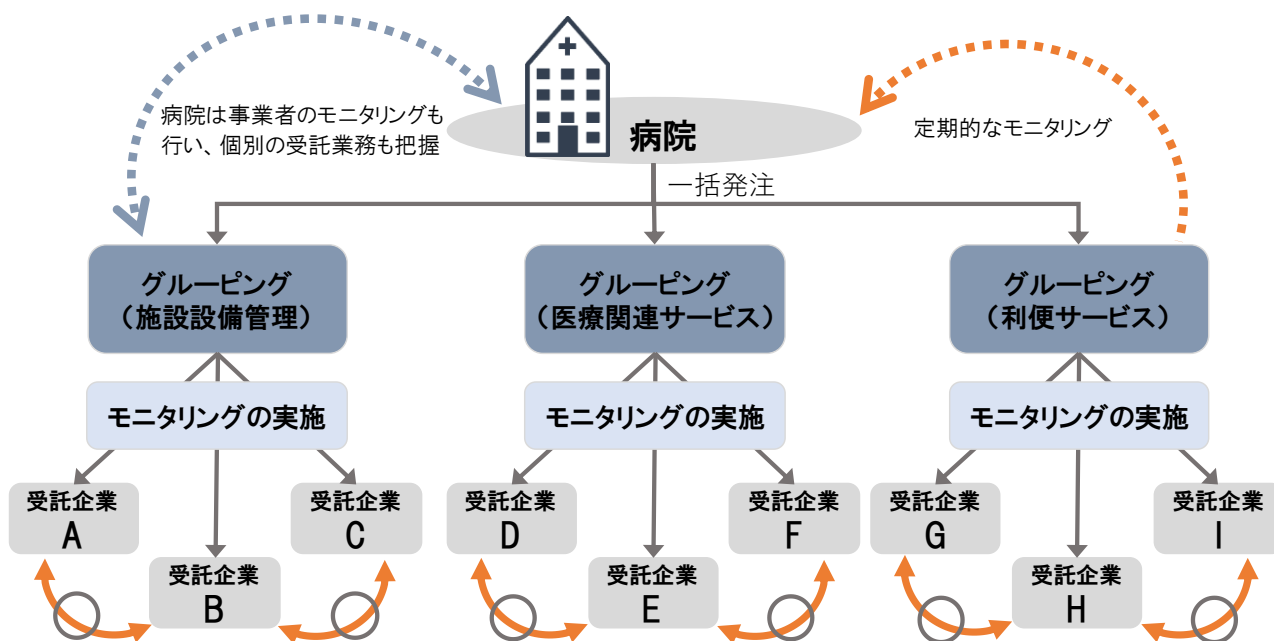 病院は事業者のモニタリングも
行い、個別の受託業務も把握
病院
定期的なモニタリング
一括発注
グルーピング
（施設設備管理）
グルーピング
（医療関連サービス）
グルーピング
（利便サービス）
モニタリングの実施
モニタリングの実施
モニタリングの実施
受託企業
A
受託企業
B
受託企業
C
受託企業
D
受託企業
E
受託企業
F
受託企業
G
受託企業
H
受託企業
I